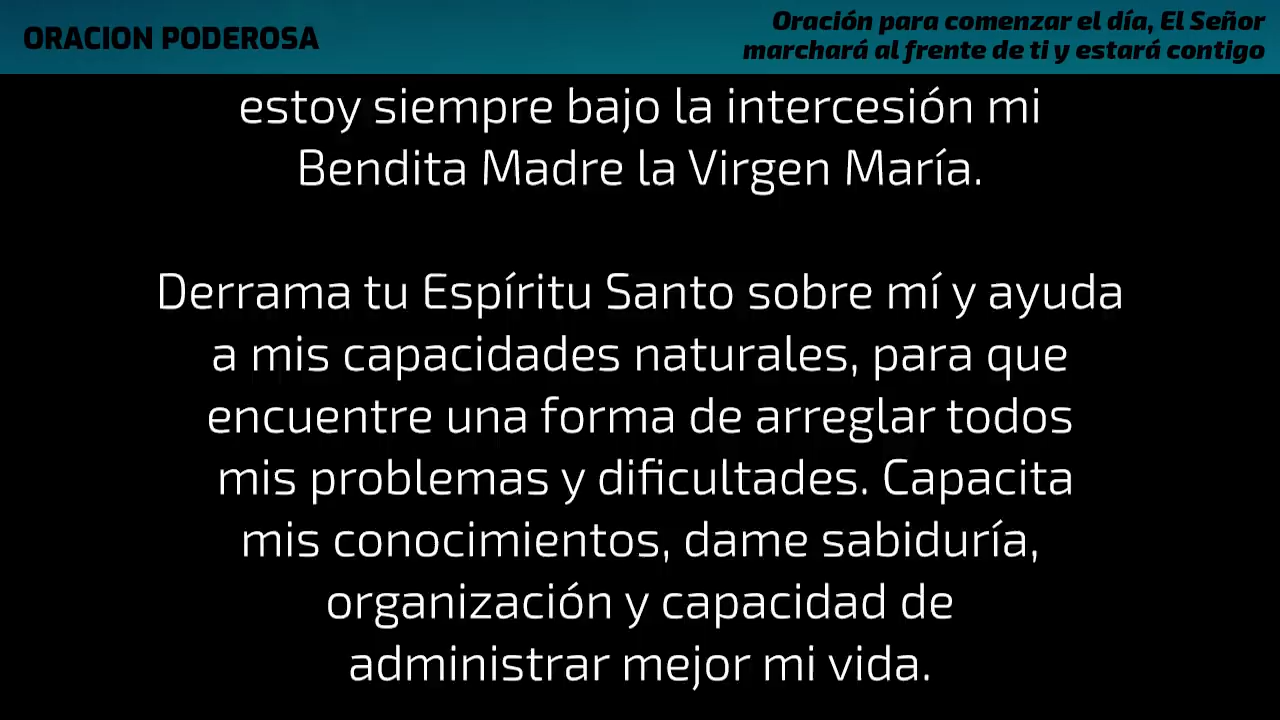 ORACION PODEROSA
Oración para comenzar el día, El Señor
marchará al frente de ti y estará contigo
estoy siempre bajo la intercesión mi
Bendita Madre la Virgen María.
Derrama tu Espíritu Santo sobre mí y ayuda
a mis capacidades naturales, para que
encuentre una forma de arreglar todos
mis problemas y dificultades. Capacita
mis conocimientos, dame sabiduría,
organización y capacidad de
administrar mejor mi vida.